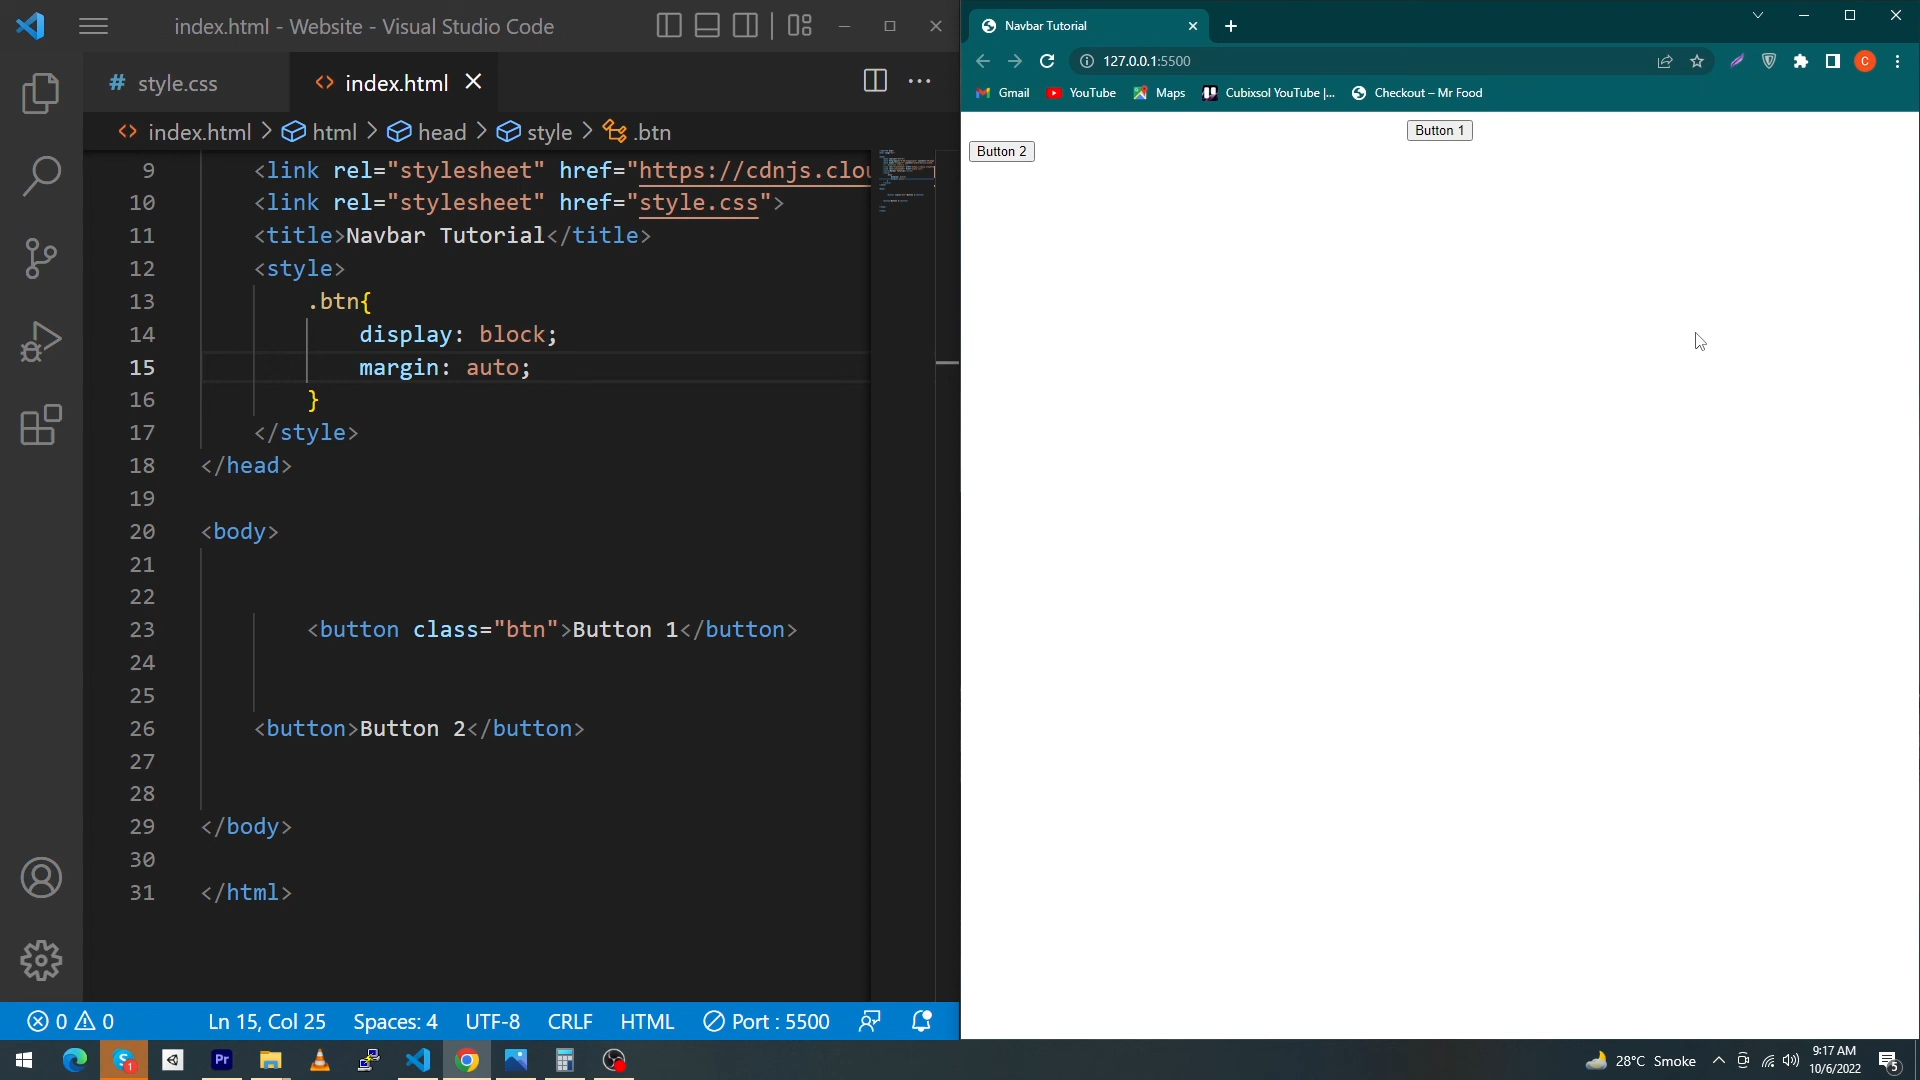 index.html - Website - Visual Studio Code
# style.css
<> index.html
<> index.html > html > head > style > .btn
9 <link rel="stylesheet" href="https://cdnjs.clou
10 <link rel="stylesheet" href="style.css">
11 <title>Navbar Tutorial</title>
12 <style>
13 .btn{
14 display: block;
15 margin: auto;
16 }
17 </style>
18 </head>
19
20 <body>
21
22
23 <button class="btn">Button 1</button>
24
25
26 <button>Button 2</button>
27
28
29 </body>
30
31 </html>
0 0 Ln 15, Col 25 Spaces: 4 UTF-8 CRLF HTML Port : 5500
Navbar Tutorial
127.0.0.1:5500
C
Gmail YouTube Maps Cubixsol YouTube |... Checkout – Mr Food
Button 1
Button 2
1
Pr
28°C Smoke
9:17 AM
10/6/2022
5